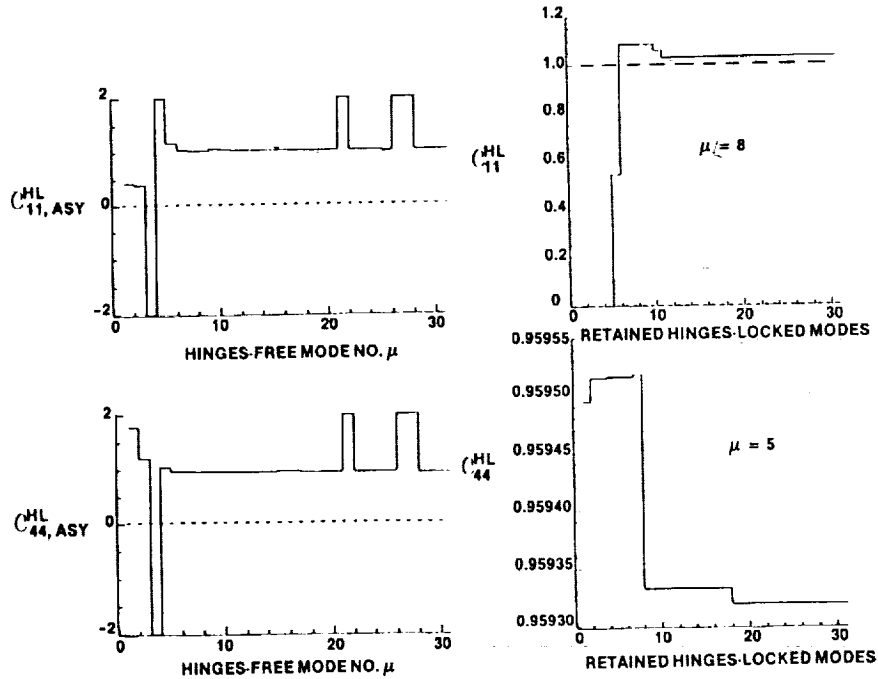 2
0
-2
C^HL_11, ASY
0 10 20 30
HINGES-FREE MODE NO. μ
1.2
1.0
0.8
0.6
0.4
0.2
0
C^HL_11
μ = 8
0 10 20 30
RETAINED HINGES-LOCKED MODES
2
0
-2
C^HL_44, ASY
0 10 20 30
HINGES-FREE MODE NO. μ
0.95955
0.95950
0.95945
0.95940
0.95935
0.95930
C^HL_44
μ = 5
0 10 20 30
RETAINED HINGES-LOCKED MODES